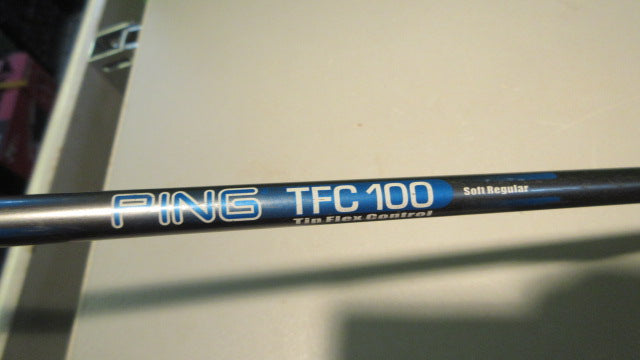 PING TFC 100 Soft Regular
Tip Flex Control